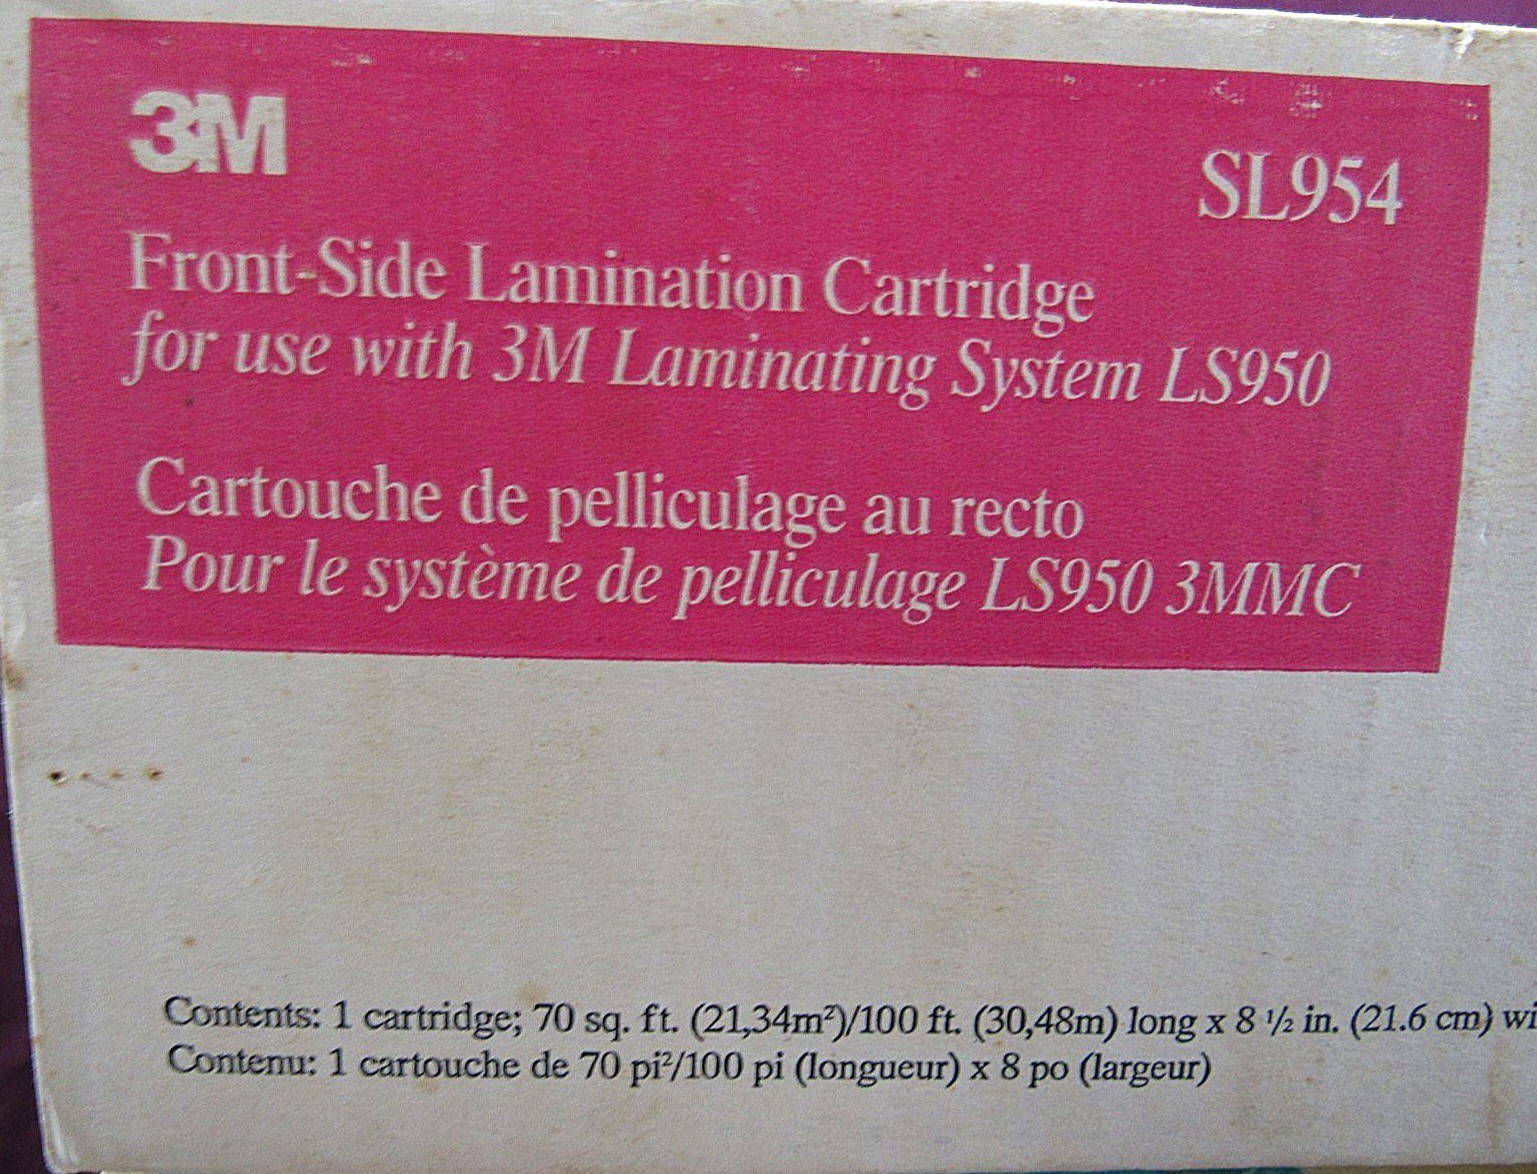 3M
SL954
Front-Side Lamination Cartridge
for use with 3M Laminating System LS950
Cartouche de pelliculage au recto
Pour le système de pelliculage LS950 3MMC
Contents: 1 cartridge; 70 sq. ft. (21,34m²)/100 ft. (30,48m) long x 8 ½ in. (21.6 cm) wi
Contenu: 1 cartouche de 70 pi²/100 pi (longueur) x 8 po (largeur)